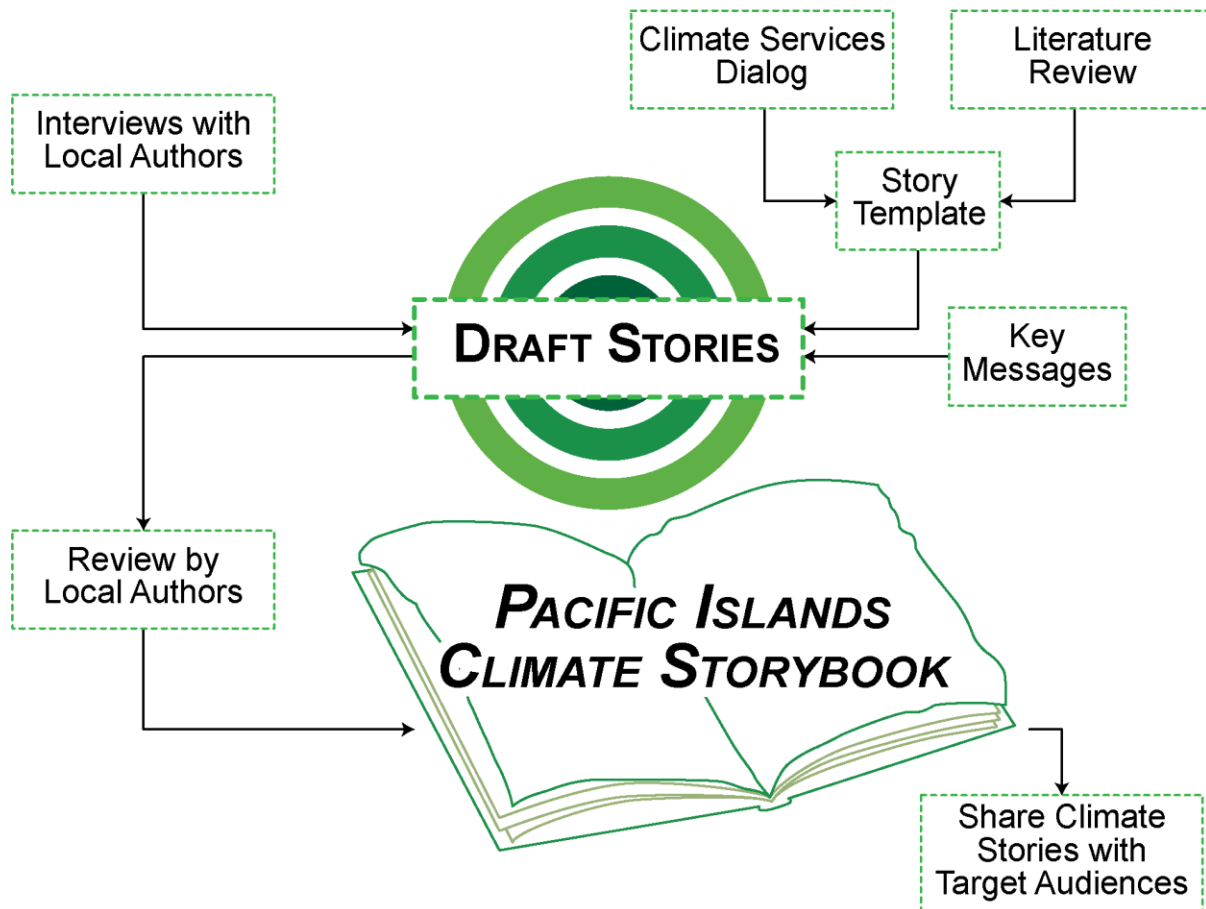 Climate Services
Dialog
Literature
Review
Interviews with
Local Authors
Story
Template
DRAFT STORIES
Key
Messages
Review by
Local Authors
PACIFIC ISLANDS
CLIMATE STORYBOOK
Share Climate
Stories with
Target Audiences